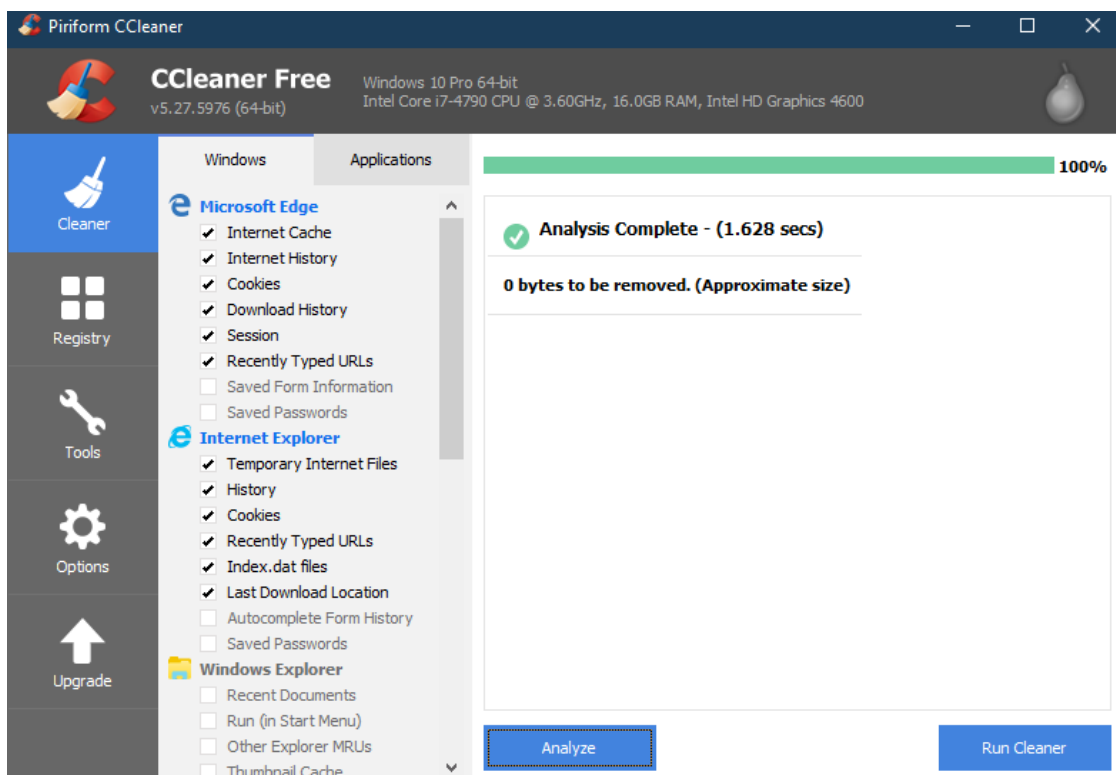 Piriform CCleaner
CCleaner Free
v5.27.5976 (64-bit)
Windows 10 Pro 64-bit
Intel Core i7-4790 CPU @ 3.60GHz, 16.0GB RAM, Intel HD Graphics 4600
Cleaner
Registry
Tools
Options
Upgrade
Windows
Applications
Microsoft Edge
Internet Cache
Internet History
Cookies
Download History
Session
Recently Typed URLs
Saved Form Information
Saved Passwords
Internet Explorer
Temporary Internet Files
History
Cookies
Recently Typed URLs
Index.dat files
Last Download Location
Autocomplete Form History
Saved Passwords
Windows Explorer
Recent Documents
Run (in Start Menu)
Other Explorer MRUs
Thumbnail Cache
100%
Analysis Complete - (1.628 secs)
0 bytes to be removed. (Approximate size)
Analyze
Run Cleaner